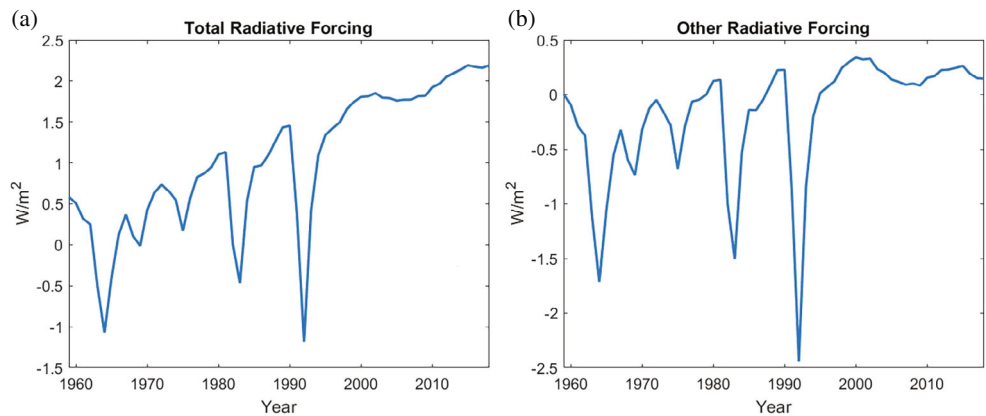 (a)
Total Radiative Forcing
2.5
2
1.5
1
0.5
0
-0.5
-1
-1.5
W/m²
1960 1970 1980 1990 2000 2010
Year
(b)
Other Radiative Forcing
0.5
0
-0.5
-1
-1.5
-2
-2.5
W/m²
1960 1970 1980 1990 2000 2010
Year